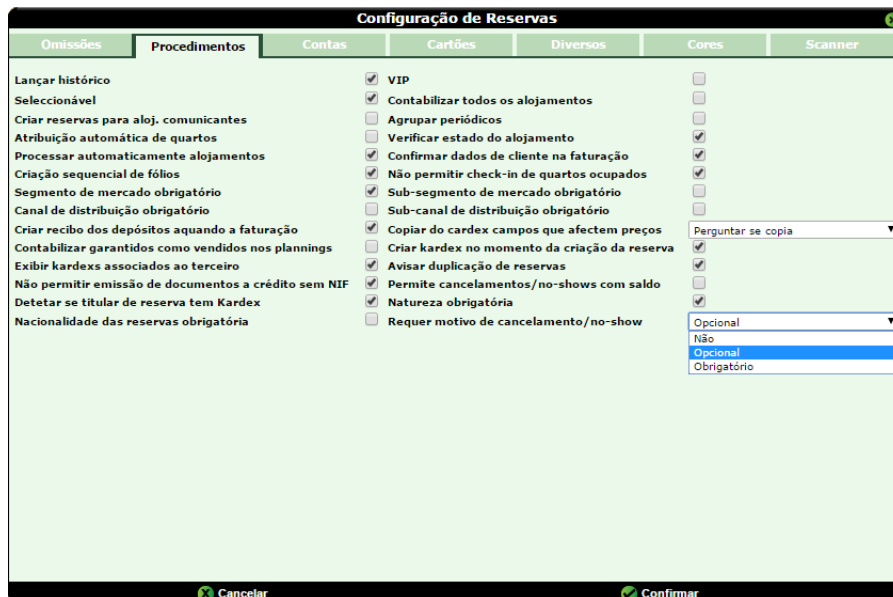 Configuração de Reservas
Omissões Procedimentos Contas Cartões Diversos Cores Scanner
Lançar histórico VIP
Seleccionável Contabilizar todos os alojamentos
Criar reservas para aloj. comunicantes Agrupar periódicos
Atribuição automática de quartos Verificar estado do alojamento
Processar automaticamente alojamentos Confirmar dados de cliente na faturação
Criação sequencial de fólios Não permitir check-in de quartos ocupados
Segmento de mercado obrigatório Sub-segmento de mercado obrigatório
Canal de distribuição obrigatório Sub-canal de distribuição obrigatório
Criar recibo dos depósitos aquando a faturação Copiar do cardex campos que afectem preços Perguntar se copia
Contabilizar garantidos como vendidos nos plannings Criar kardex no momento da criação da reserva
Exibir kardexs associados ao terceiro Avisar duplicação de reservas
Não permitir emissão de documentos a crédito sem NIF Permite cancelamentos/no-shows com saldo
Detetar se titular de reserva tem Kardex Natureza obrigatória
Nacionalidade das reservas obrigatória Requer motivo de cancelamento/no-show Opcional
Não
Opcional
Obrigatório
Cancelar Confirmar